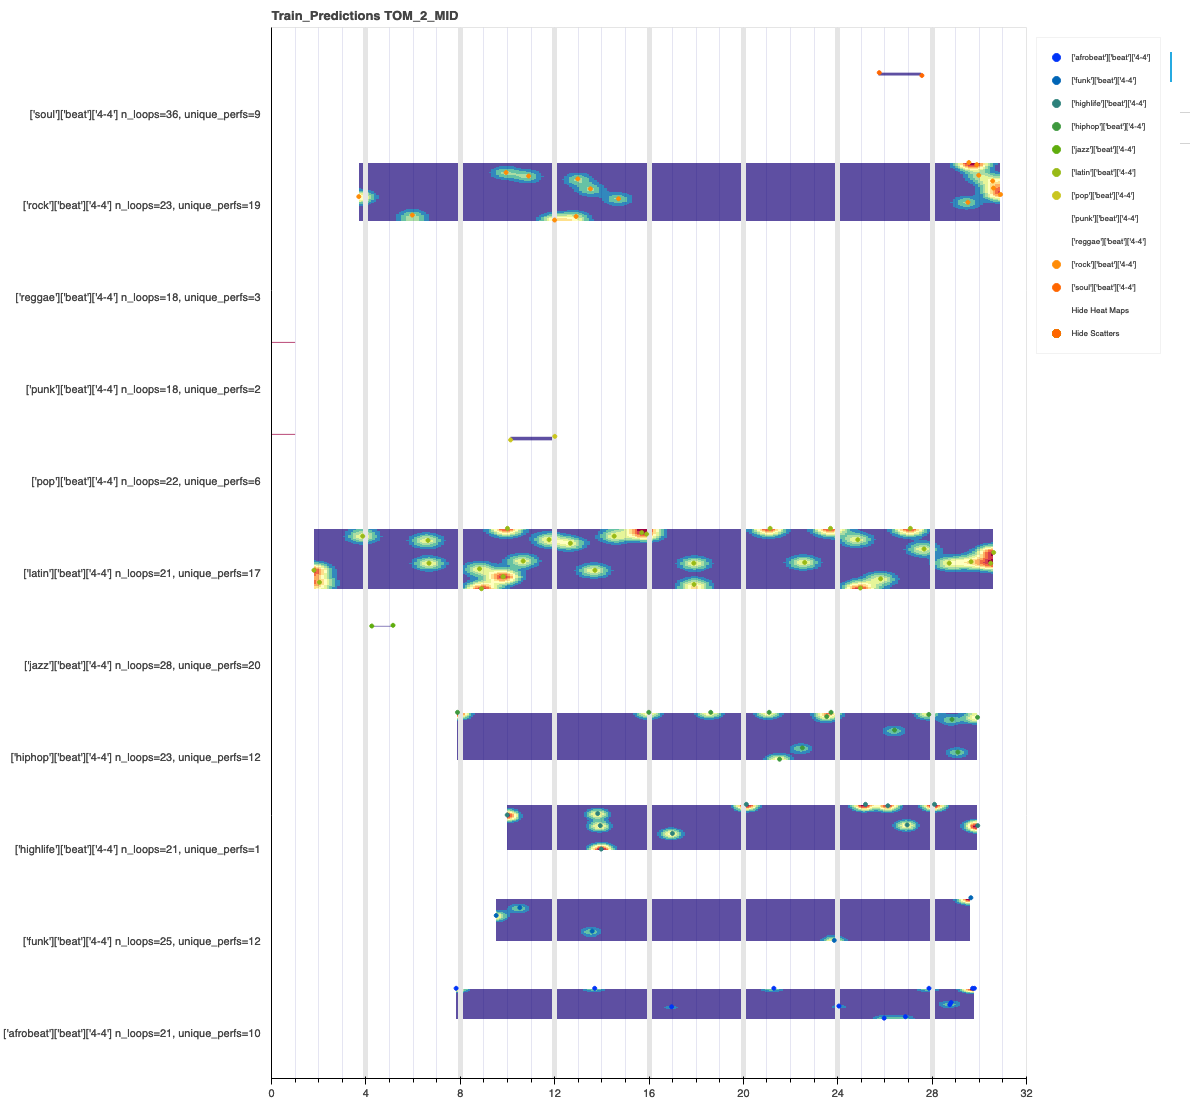 Train_Predictions TOM_2_MID
['soul']['beat']['4-4'] n_loops=36, unique_perfs=9
['rock']['beat']['4-4'] n_loops=23, unique_perfs=19
['reggae']['beat']['4-4'] n_loops=18, unique_perfs=3
['punk']['beat']['4-4'] n_loops=18, unique_perfs=2
['pop']['beat']['4-4'] n_loops=22, unique_perfs=6
['latin']['beat']['4-4'] n_loops=21, unique_perfs=17
['jazz']['beat']['4-4'] n_loops=28, unique_perfs=20
['hiphop']['beat']['4-4'] n_loops=23, unique_perfs=12
['highlife']['beat']['4-4'] n_loops=21, unique_perfs=1
['funk']['beat']['4-4'] n_loops=25, unique_perfs=12
['afrobeat']['beat']['4-4'] n_loops=21, unique_perfs=10
0 4 8 12 16 20 24 28 32
['afrobeat']['beat']['4-4']
['funk']['beat']['4-4']
['highlife']['beat']['4-4']
['hiphop']['beat']['4-4']
['jazz']['beat']['4-4']
['latin']['beat']['4-4']
['pop']['beat']['4-4']
['punk']['beat']['4-4']
['reggae']['beat']['4-4']
['rock']['beat']['4-4']
['soul']['beat']['4-4']
Hide Heat Maps
Hide Scatters